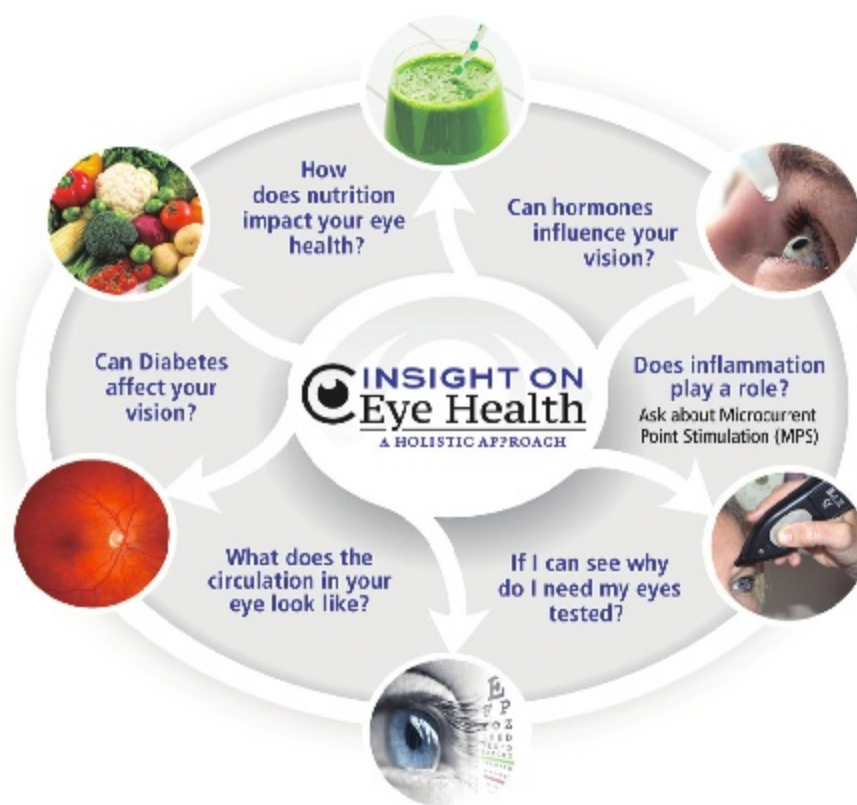 How
does nutrition
impact your eye
health?
Can hormones
influence your
vision?
Can Diabetes
affect your
vision?
INSIGHT ON
Eye Health
A HOLISTIC APPROACH
Does inflammation
play a role?
Ask about Microcurrent
Point Stimulation (MPS)
What does the
circulation in your
eye look like?
If I can see why
do I need my eyes
tested?
E